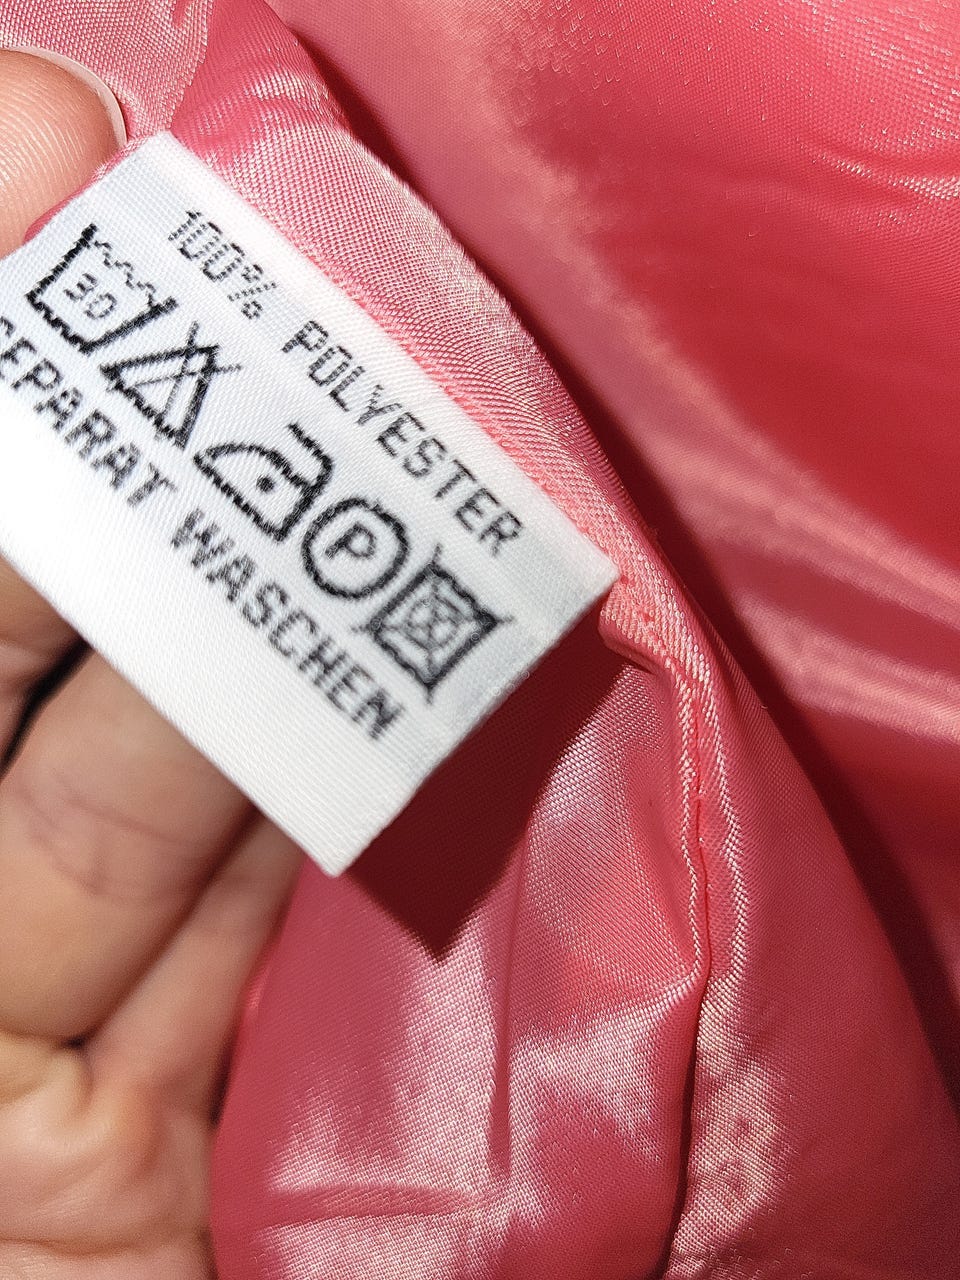 100% POLYESTER
30 P
SEPARAT WASCHEN